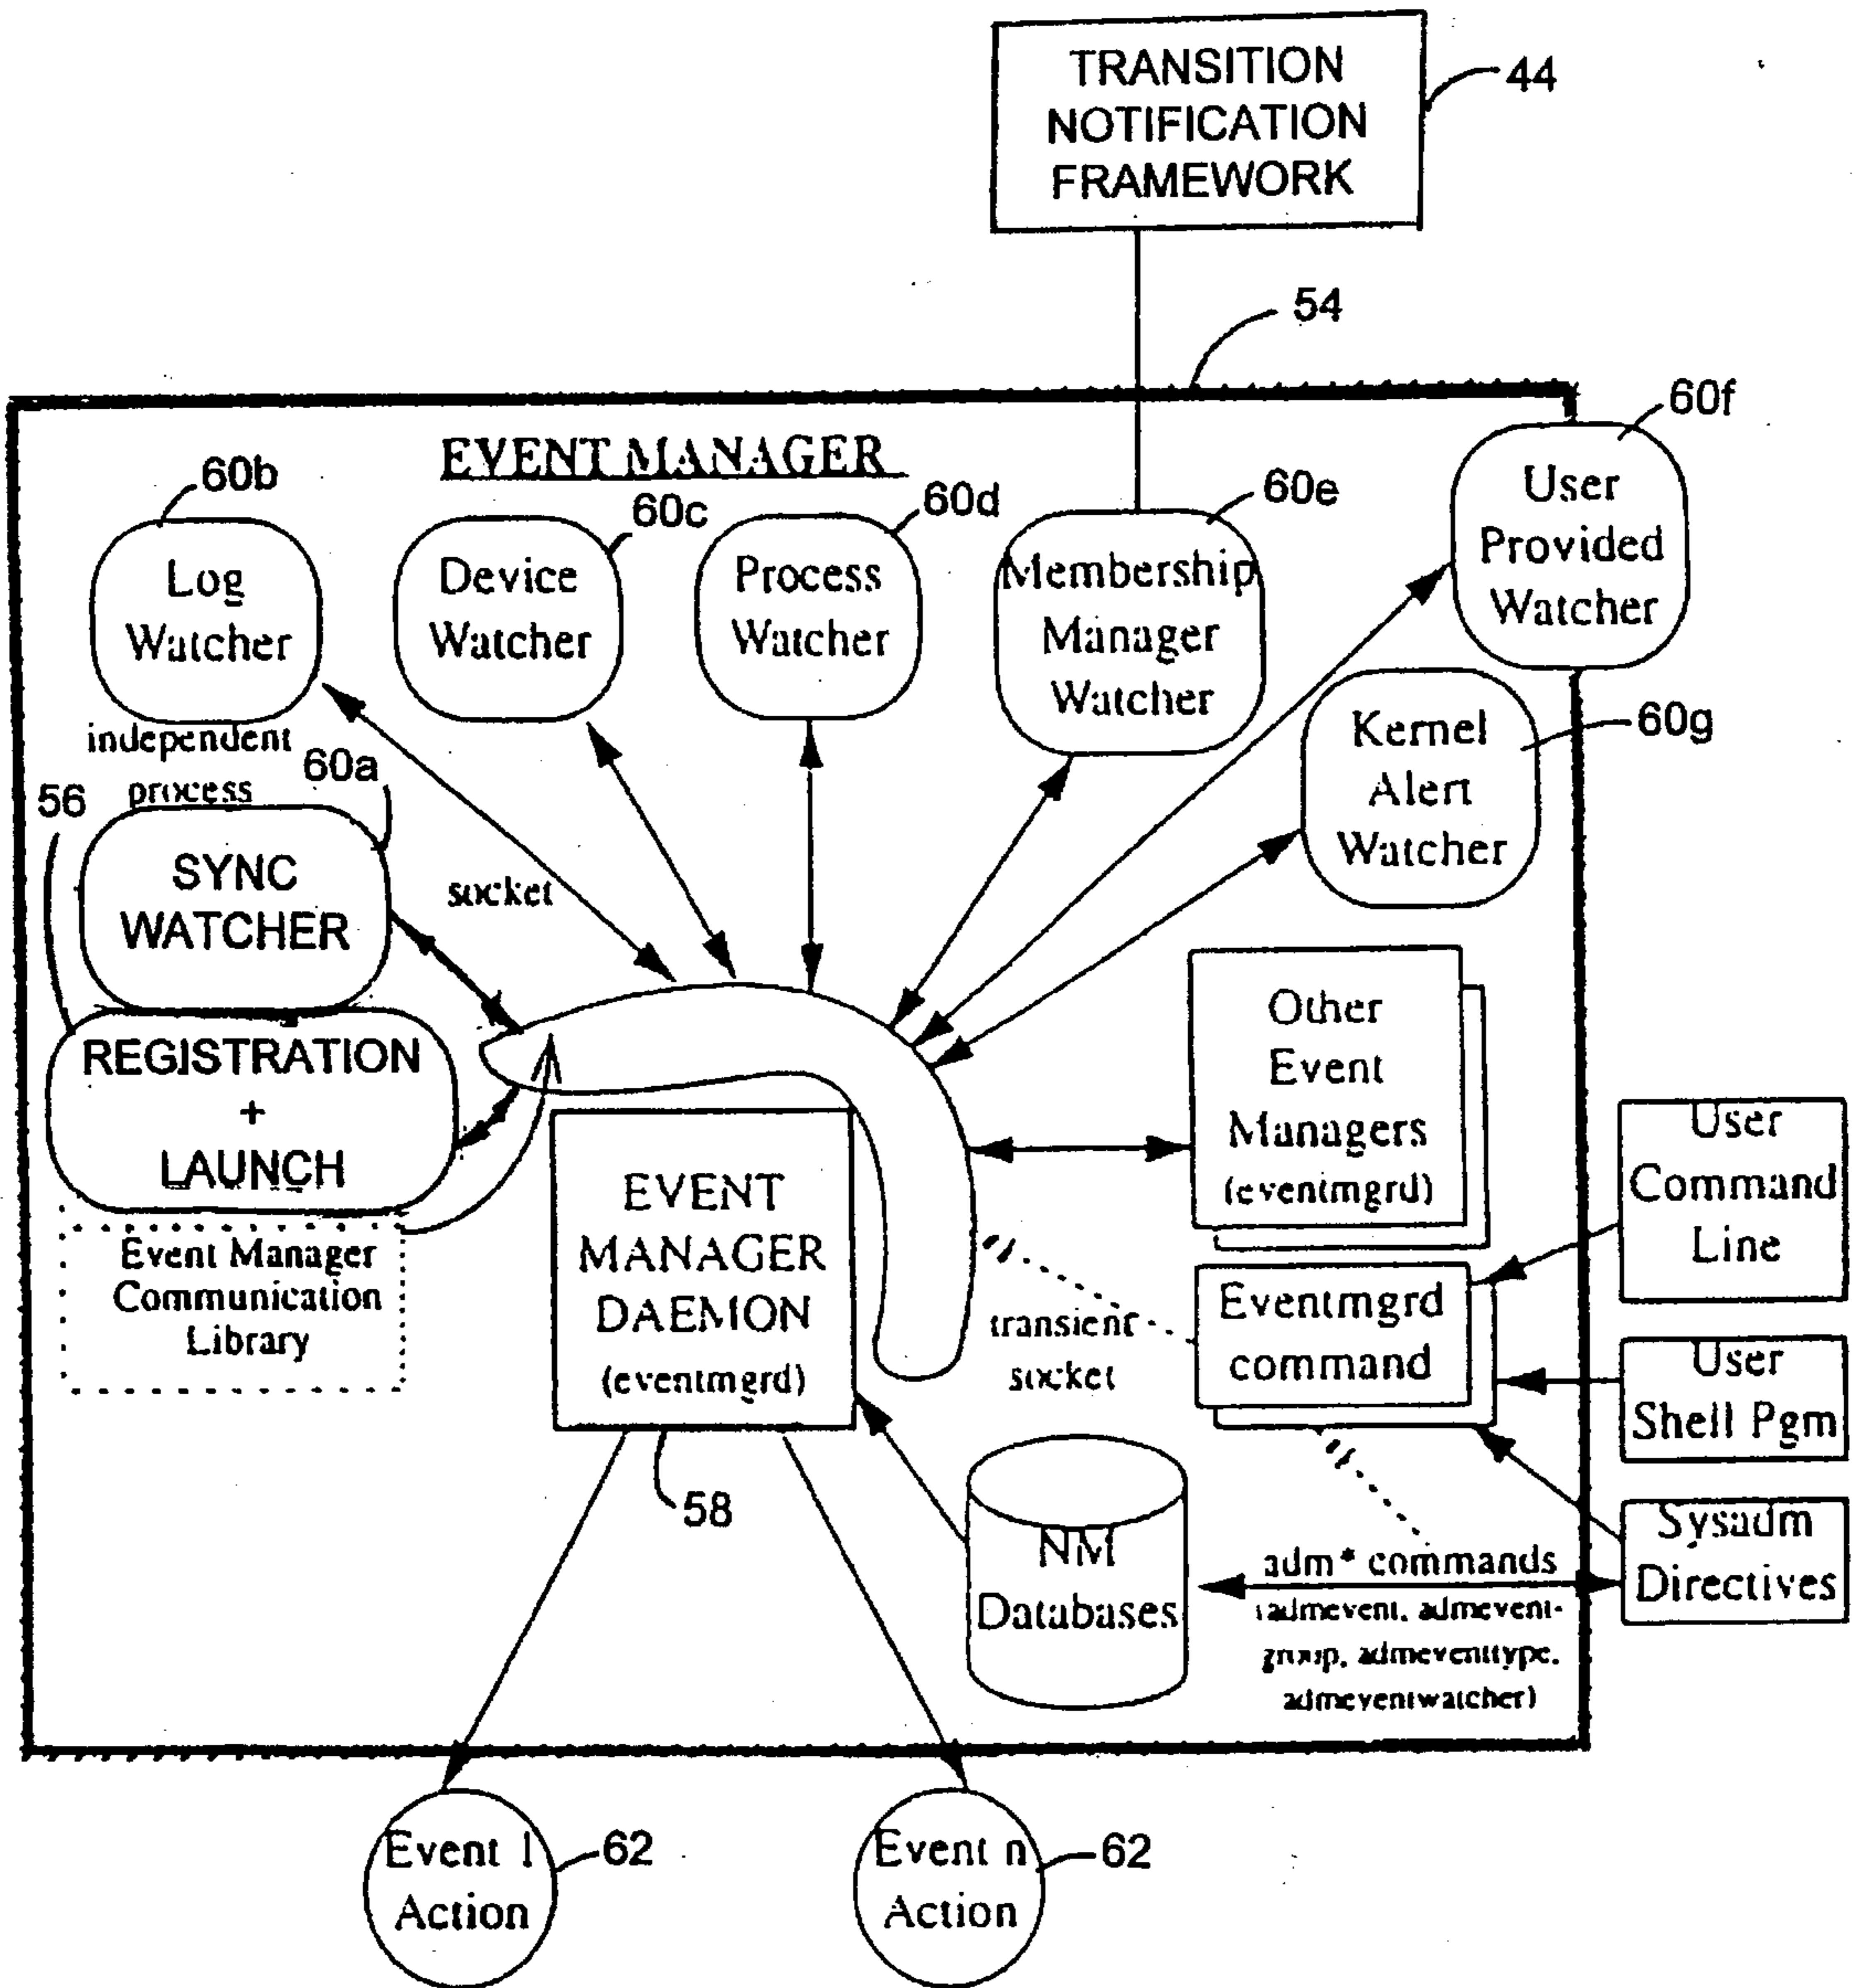 TRANSITION
NOTIFICATION
FRAMEWORK
44
54
EVENT MANAGER
60b
Log
Watcher
60c
Device
Watcher
60d
Process
Watcher
60e
Membership
Manager
Watcher
60f
User
Provided
Watcher
60g
Kernel
Alert
Watcher
independent
process
60a
56
SYNC
WATCHER
socket
REGISTRATION
+
LAUNCH
Event Manager
Communication
Library
EVENT
MANAGER
DAEMON
(eventmgrd)
58
Other
Event
Managers
(eventmgrd)
transient
socket
Eventmgrd
command
User
Command
Line
User
Shell Pgm
Sysadm
Directives
NM
Databases
adm* commands
(admevent, admevent-
group, admeventtype,
admeventwatcher)
Event 1
Action
62
Event n
Action
62